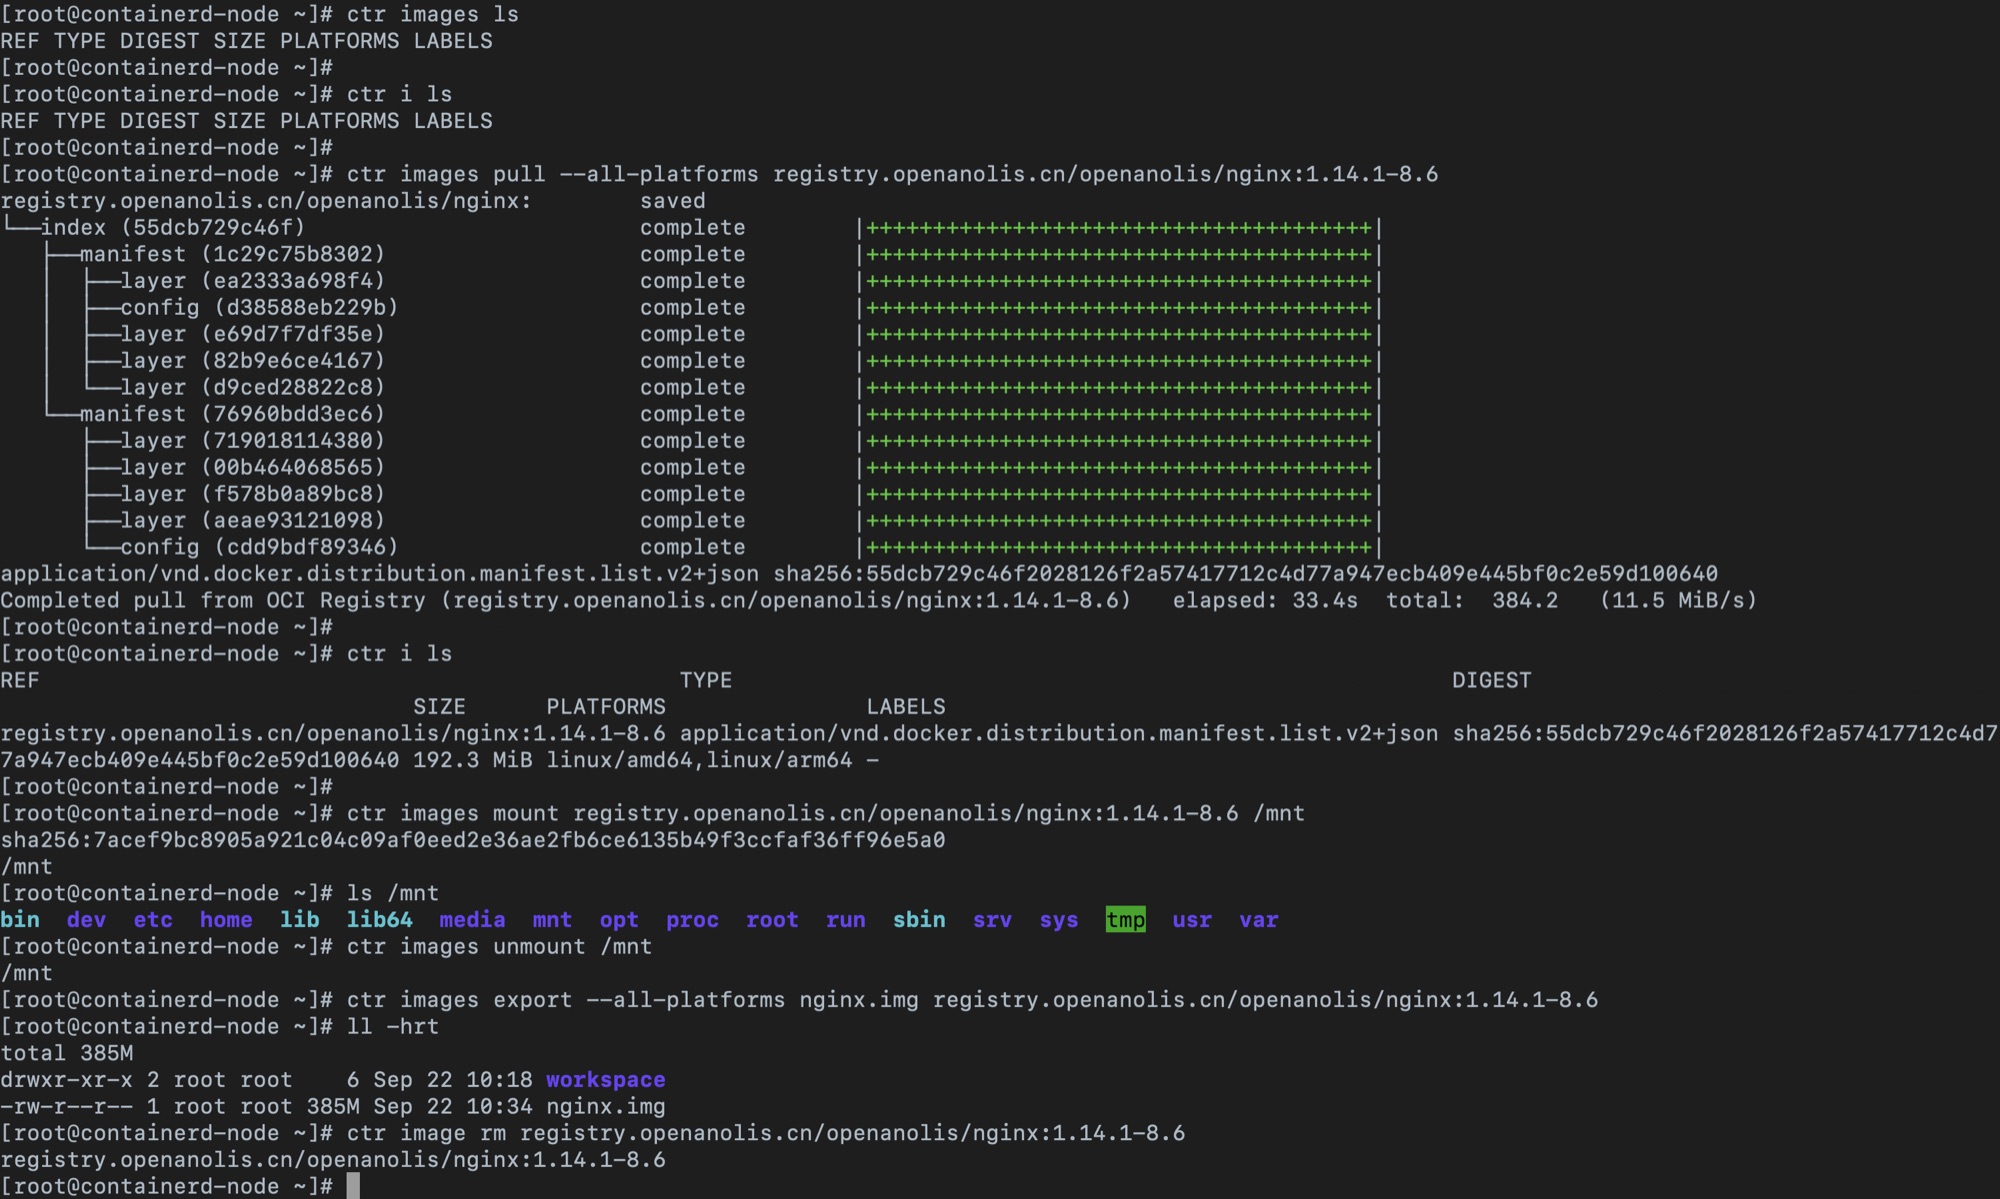 [root@containerd-node ~]# ctr images ls
REF TYPE DIGEST SIZE PLATFORMS LABELS
[root@containerd-node ~]#
[root@containerd-node ~]# ctr i ls
REF TYPE DIGEST SIZE PLATFORMS LABELS
[root@containerd-node ~]#
[root@containerd-node ~]# ctr images pull --all-platforms registry.openanolis.cn/openanolis/nginx:1.14.1-8.6
registry.openanolis.cn/openanolis/nginx:        saved
└──index (55dcb729c46f)                         complete        |++++++++++++++++++++++++++++++++++++++|
   ├──manifest (1c29c75b8302)                   complete        |++++++++++++++++++++++++++++++++++++++|
   │  ├──layer (ea2333a698f4)                   complete        |++++++++++++++++++++++++++++++++++++++|
   │  ├──config (d38588eb229b)                  complete        |++++++++++++++++++++++++++++++++++++++|
   │  ├──layer (e69d7f7df35e)                   complete        |++++++++++++++++++++++++++++++++++++++|
   │  ├──layer (82b9e6ce4167)                   complete        |++++++++++++++++++++++++++++++++++++++|
   │  └──layer (d9ced28822c8)                   complete        |++++++++++++++++++++++++++++++++++++++|
   └──manifest (76960bdd3ec6)                   complete        |++++++++++++++++++++++++++++++++++++++|
      ├──layer (719018114380)                   complete        |++++++++++++++++++++++++++++++++++++++|
      ├──layer (00b464068565)                   complete        |++++++++++++++++++++++++++++++++++++++|
      ├──layer (f578b0a89bc8)                   complete        |++++++++++++++++++++++++++++++++++++++|
      ├──layer (aeae93121098)                   complete        |++++++++++++++++++++++++++++++++++++++|
      └──config (cdd9bdf89346)                  complete        |++++++++++++++++++++++++++++++++++++++|
application/vnd.docker.distribution.manifest.list.v2+json sha256:55dcb729c46f2028126f2a57417712c4d77a947ecb409e445bf0c2e59d100640
Completed pull from OCI Registry (registry.openanolis.cn/openanolis/nginx:1.14.1-8.6)   elapsed: 33.4s  total:  384.2   (11.5 MiB/s)
[root@containerd-node ~]#
[root@containerd-node ~]# ctr i ls
REF                                                TYPE                                                      DIGEST
                               SIZE      PLATFORMS               LABELS
registry.openanolis.cn/openanolis/nginx:1.14.1-8.6 application/vnd.docker.distribution.manifest.list.v2+json sha256:55dcb729c46f2028126f2a57417712c4d7
7a947ecb409e445bf0c2e59d100640 192.3 MiB linux/amd64,linux/arm64 -
[root@containerd-node ~]#
[root@containerd-node ~]# ctr images mount registry.openanolis.cn/openanolis/nginx:1.14.1-8.6 /mnt
sha256:7acef9bc8905a921c04c09af0eed2e36ae2fb6ce6135b49f3ccfaf36ff96e5a0
/mnt
[root@containerd-node ~]# ls /mnt
bin  dev  etc  home  lib  lib64  media  mnt  opt  proc  root  run  sbin  srv  sys  tmp  usr  var
[root@containerd-node ~]# ctr images unmount /mnt
/mnt
[root@containerd-node ~]# ctr images export --all-platforms nginx.img registry.openanolis.cn/openanolis/nginx:1.14.1-8.6
[root@containerd-node ~]# ll -hrt
total 385M
drwxr-xr-x 2 root root    6 Sep 22 10:18 workspace
-rw-r--r-- 1 root root 385M Sep 22 10:34 nginx.img
[root@containerd-node ~]# ctr image rm registry.openanolis.cn/openanolis/nginx:1.14.1-8.6
registry.openanolis.cn/openanolis/nginx:1.14.1-8.6
[root@containerd-node ~]#